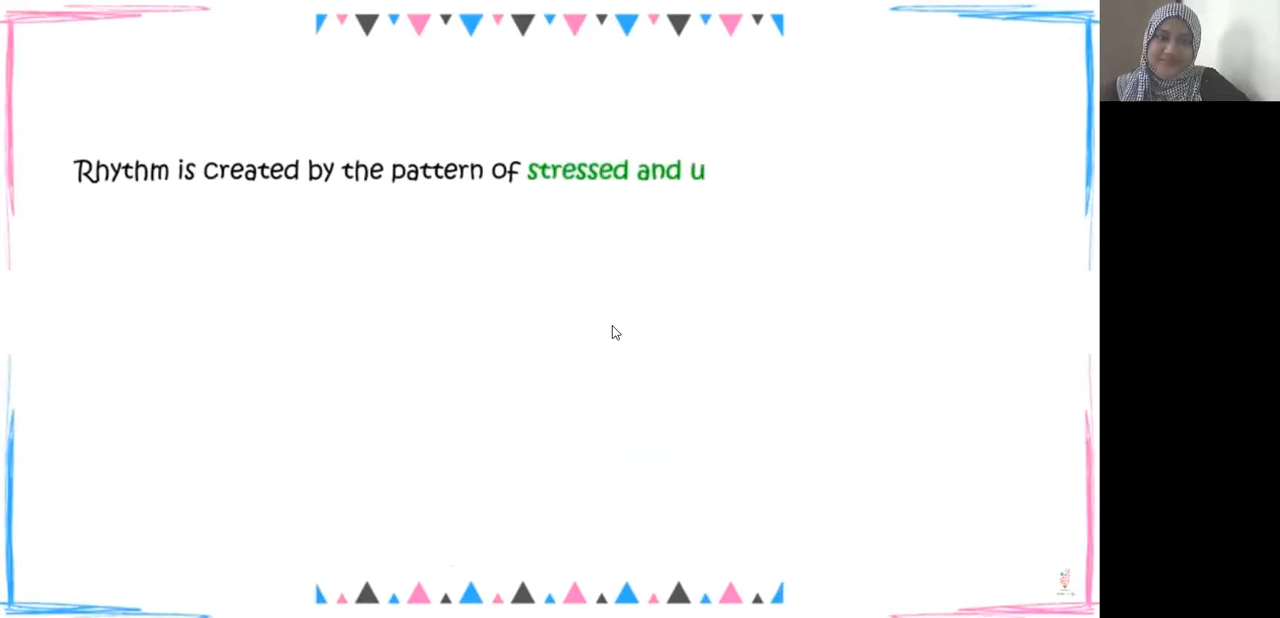 Rhythm is created by the pattern of stressed and u